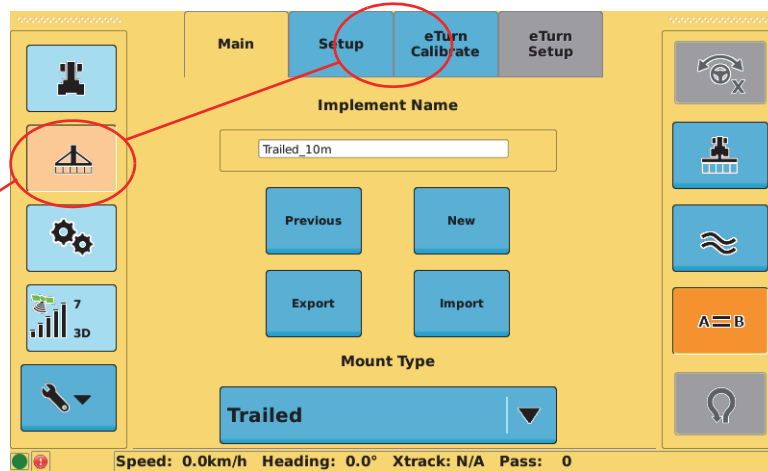 Main
Setup
eTurn
Calibrate
eTurn
Setup
Implement Name
Trailed_10m
Previous
New
Export
Import
Mount Type
Trailed
7
3D
X
A=B
Speed: 0.0km/h Heading: 0.0° Xtrack: N/A Pass: 0